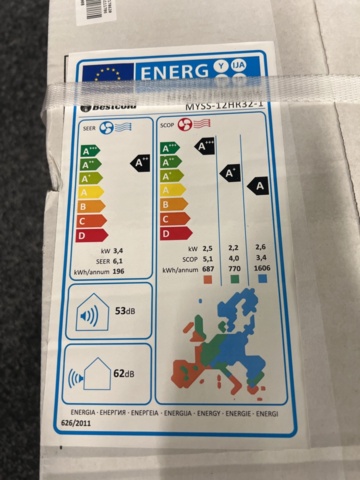 ENERG Y IJA
Bestcold MYSS-12HR32-1
SEER SCOP
A+++ A+++ A+++
A++ A++ A++
A+ A+ A+
A A A
B B
C C
D D
kW 3,4 kW 2,5 2,2 2,6
SEER 6,1 SCOP 5,1 4,0 3,4
kWh/annum 196 kWh/annum 687 770 1606
53dB
62dB
ENERGIA · ЕНЕРГИЯ · ΕΝΕΡΓΕΙΑ · ENERGIJA · ENERGY · ENERGIE · ENERGI
626/2011